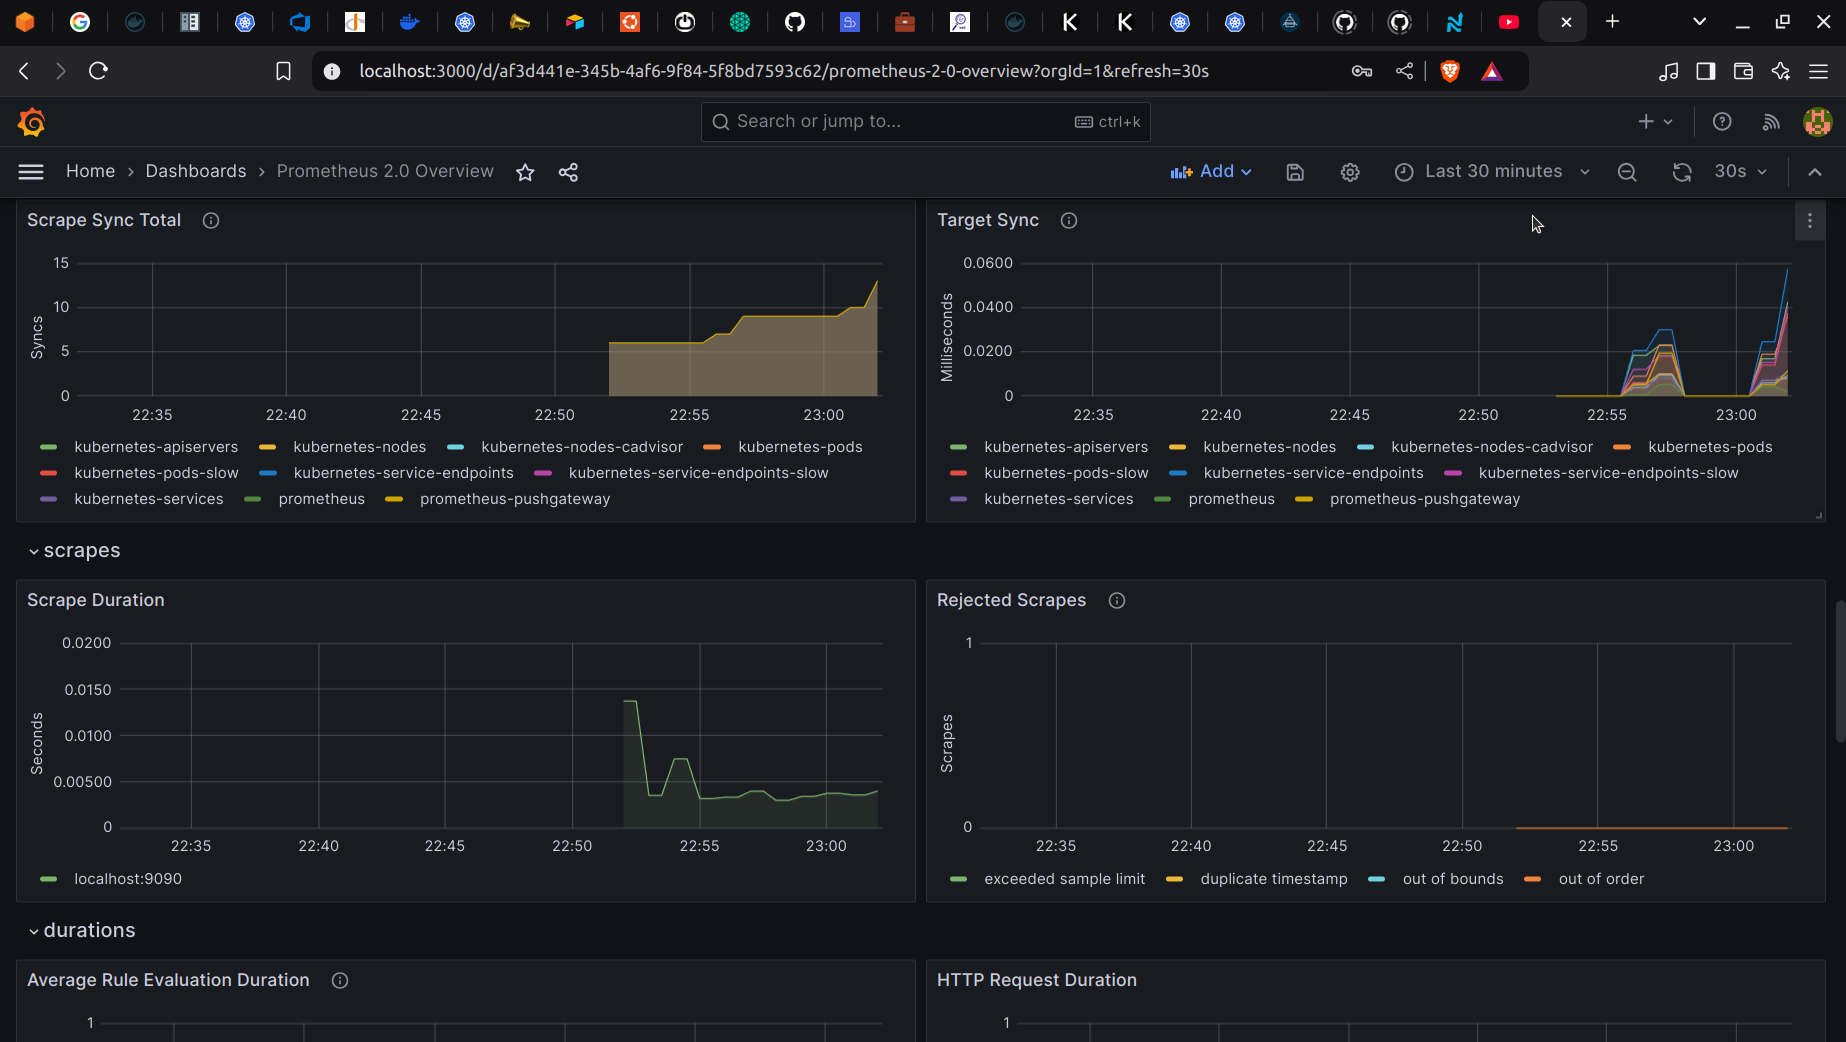 localhost:3000/d/af3d441e-345b-4af6-9f84-5f8bd7593c62/prometheus-2-0-overview?orgId=1&refresh=30s
Search or jump to... ctrl+k
Home › Dashboards › Prometheus 2.0 Overview
Add Last 30 minutes 30s
Scrape Sync Total
15
10
5
0
Syncs
22:35 22:40 22:45 22:50 22:55 23:00
kubernetes-apiservers kubernetes-nodes kubernetes-nodes-cadvisor kubernetes-pods
kubernetes-pods-slow kubernetes-service-endpoints kubernetes-service-endpoints-slow
kubernetes-services prometheus prometheus-pushgateway
Target Sync
0.0600
0.0400
0.0200
0
Milliseconds
22:35 22:40 22:45 22:50 22:55 23:00
kubernetes-apiservers kubernetes-nodes kubernetes-nodes-cadvisor kubernetes-pods
kubernetes-pods-slow kubernetes-service-endpoints kubernetes-service-endpoints-slow
kubernetes-services prometheus prometheus-pushgateway
scrapes
Scrape Duration
0.0200
0.0150
0.0100
0.00500
0
Seconds
22:35 22:40 22:45 22:50 22:55 23:00
localhost:9090
Rejected Scrapes
1
0
Scrapes
22:35 22:40 22:45 22:50 22:55 23:00
exceeded sample limit duplicate timestamp out of bounds out of order
durations
Average Rule Evaluation Duration
1
HTTP Request Duration
1